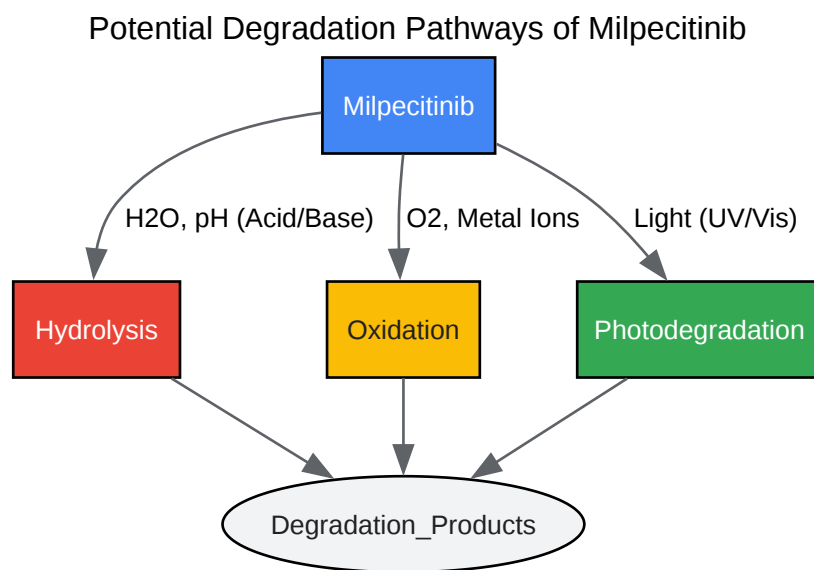 Potential Degradation Pathways of Milpecitinib
Milpecitinib
H2O, pH (Acid/Base)
O2, Metal Ions
Light (UV/Vis)
Hydrolysis
Oxidation
Photodegradation
Degradation_Products